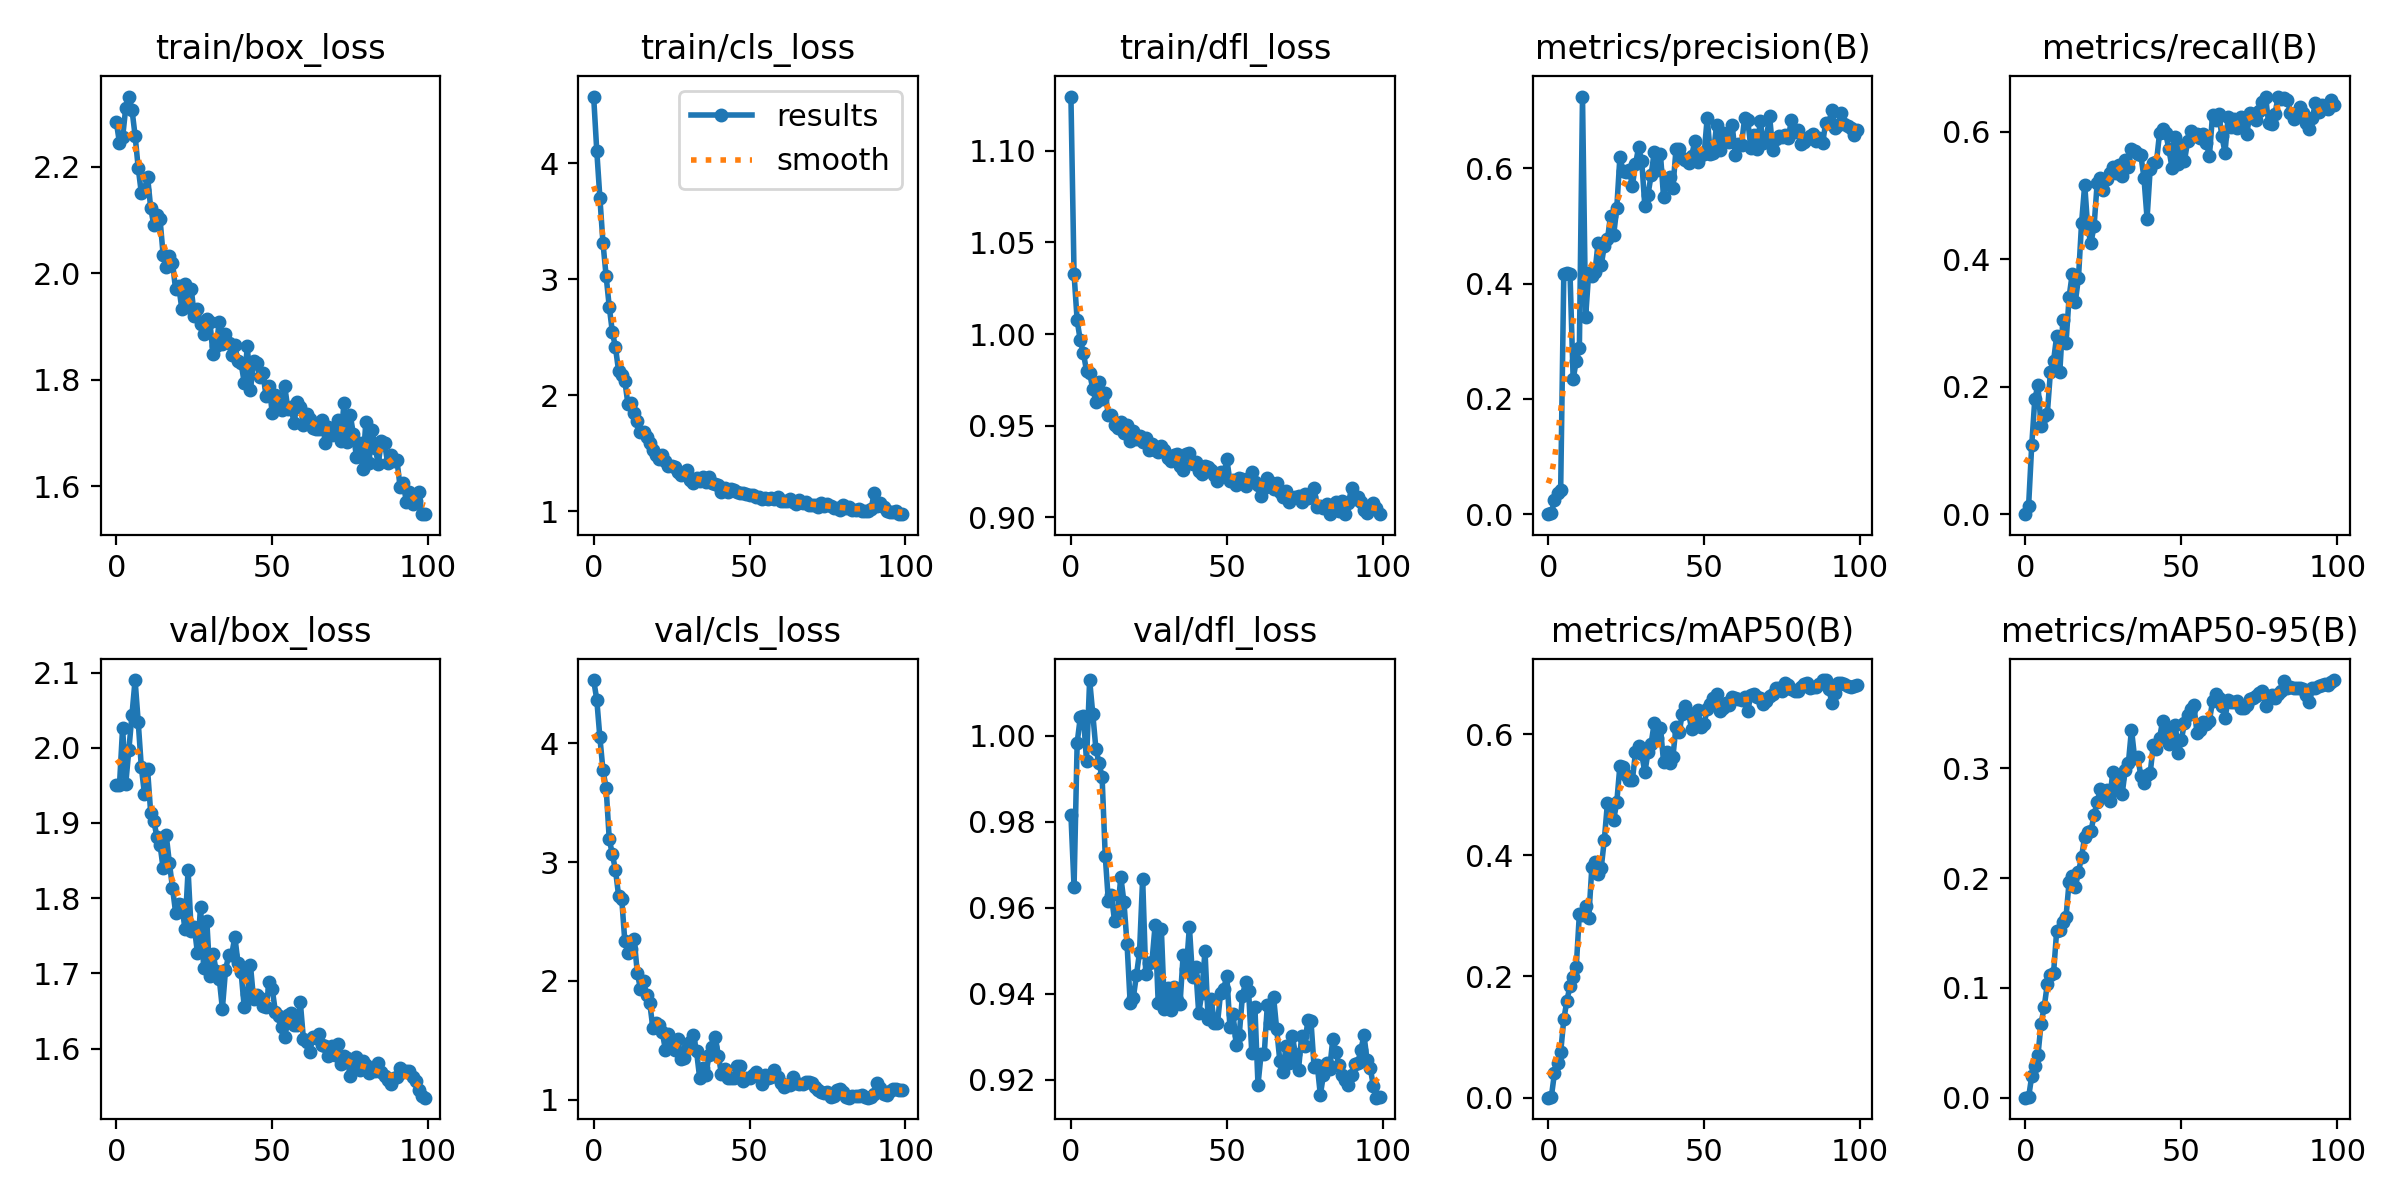 train/box_loss
2.2
2.0
1.8
1.6
0 50 100
train/cls_loss
results
smooth
4
3
2
1
0 50 100
train/dfl_loss
1.10
1.05
1.00
0.95
0.90
0 50 100
metrics/precision(B)
0.6
0.4
0.2
0.0
0 50 100
metrics/recall(B)
0.6
0.4
0.2
0.0
0 50 100
val/box_loss
2.1
2.0
1.9
1.8
1.7
1.6
0 50 100
val/cls_loss
4
3
2
1
0 50 100
val/dfl_loss
1.00
0.98
0.96
0.94
0.92
0 50 100
metrics/mAP50(B)
0.6
0.4
0.2
0.0
0 50 100
metrics/mAP50-95(B)
0.3
0.2
0.1
0.0
0 50 100